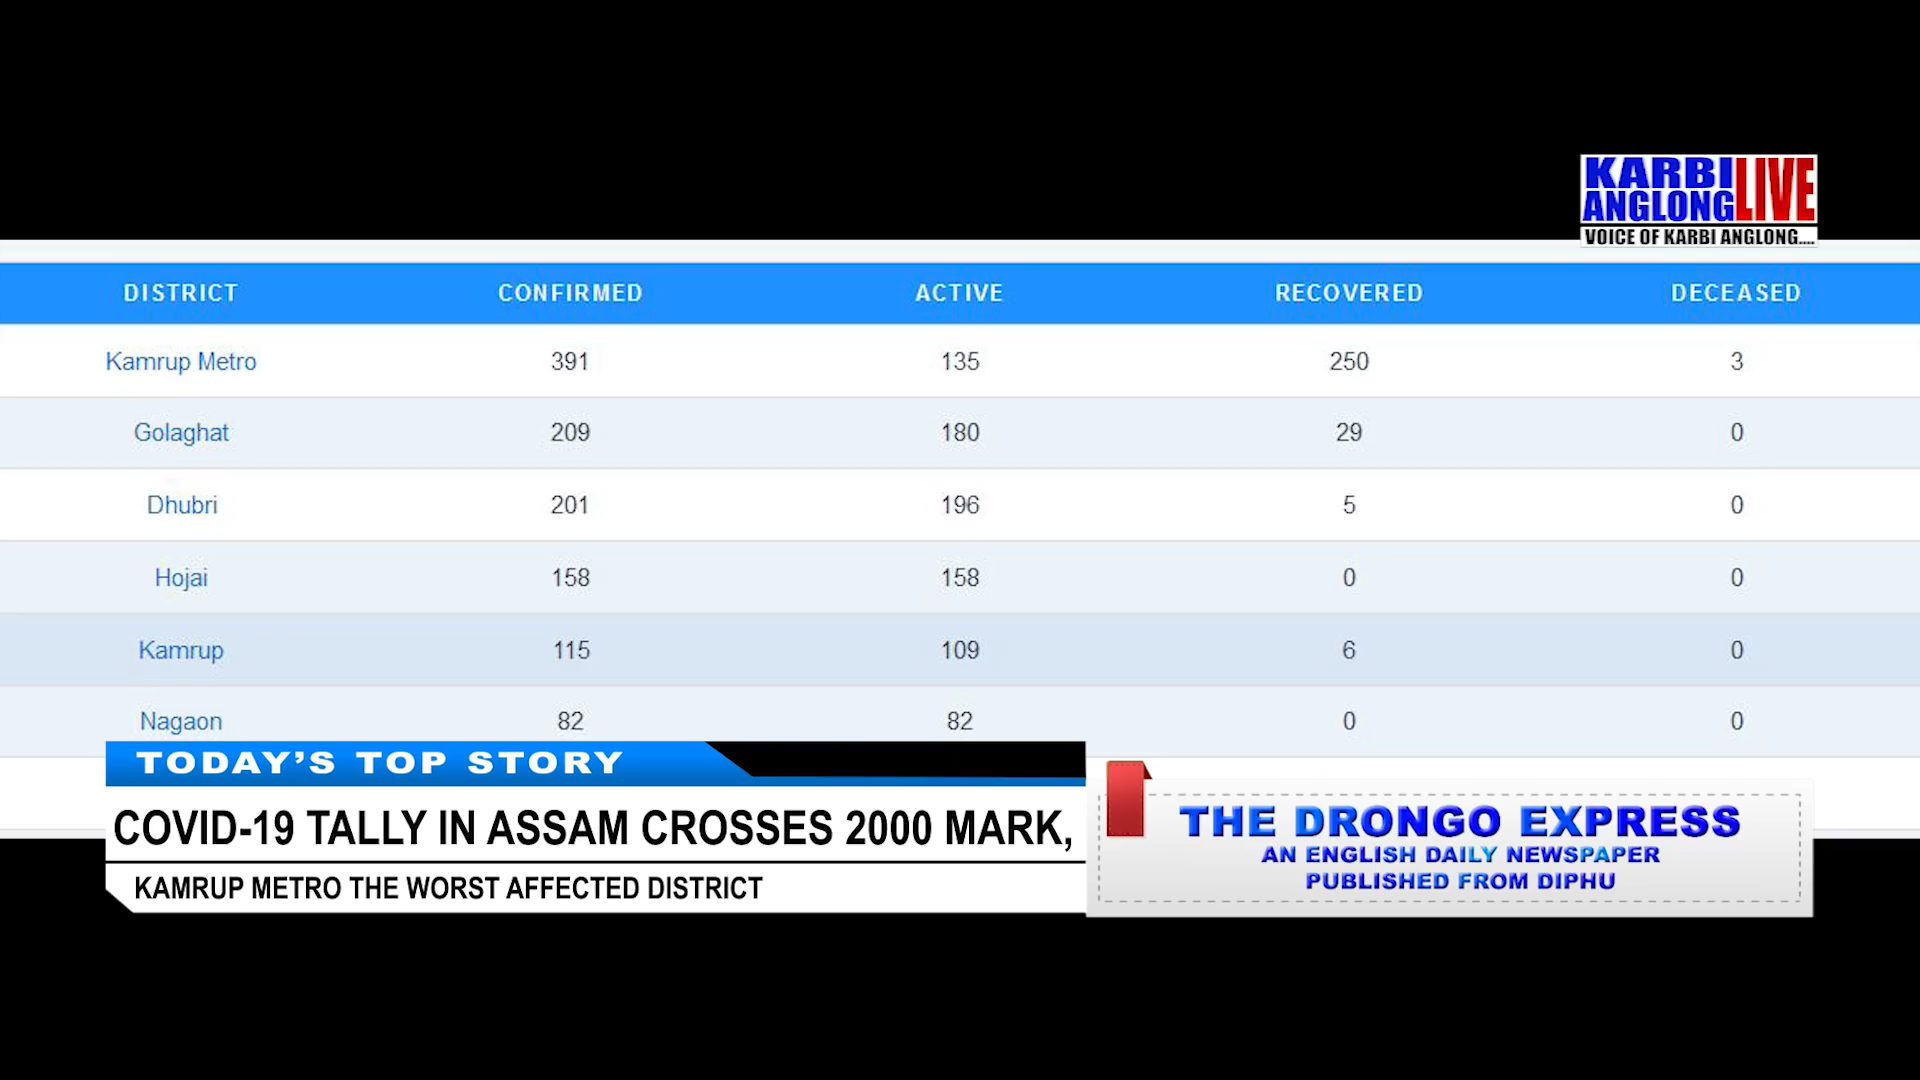 KARBI ANGLONG LIVE
VOICE OF KARBI ANGLONG....
DISTRICT CONFIRMED ACTIVE RECOVERED DECEASED
Kamrup Metro 391 135 250 3
Golaghat 209 180 29 0
Dhubri 201 196 5 0
Hojai 158 158 0 0
Kamrup 115 109 6 0
Nagaon 82 82 0 0
TODAY'S TOP STORY
COVID-19 TALLY IN ASSAM CROSSES 2000 MARK,
KAMRUP METRO THE WORST AFFECTED DISTRICT
THE DRONGO EXPRESS
AN ENGLISH DAILY NEWSPAPER
PUBLISHED FROM DIPHU